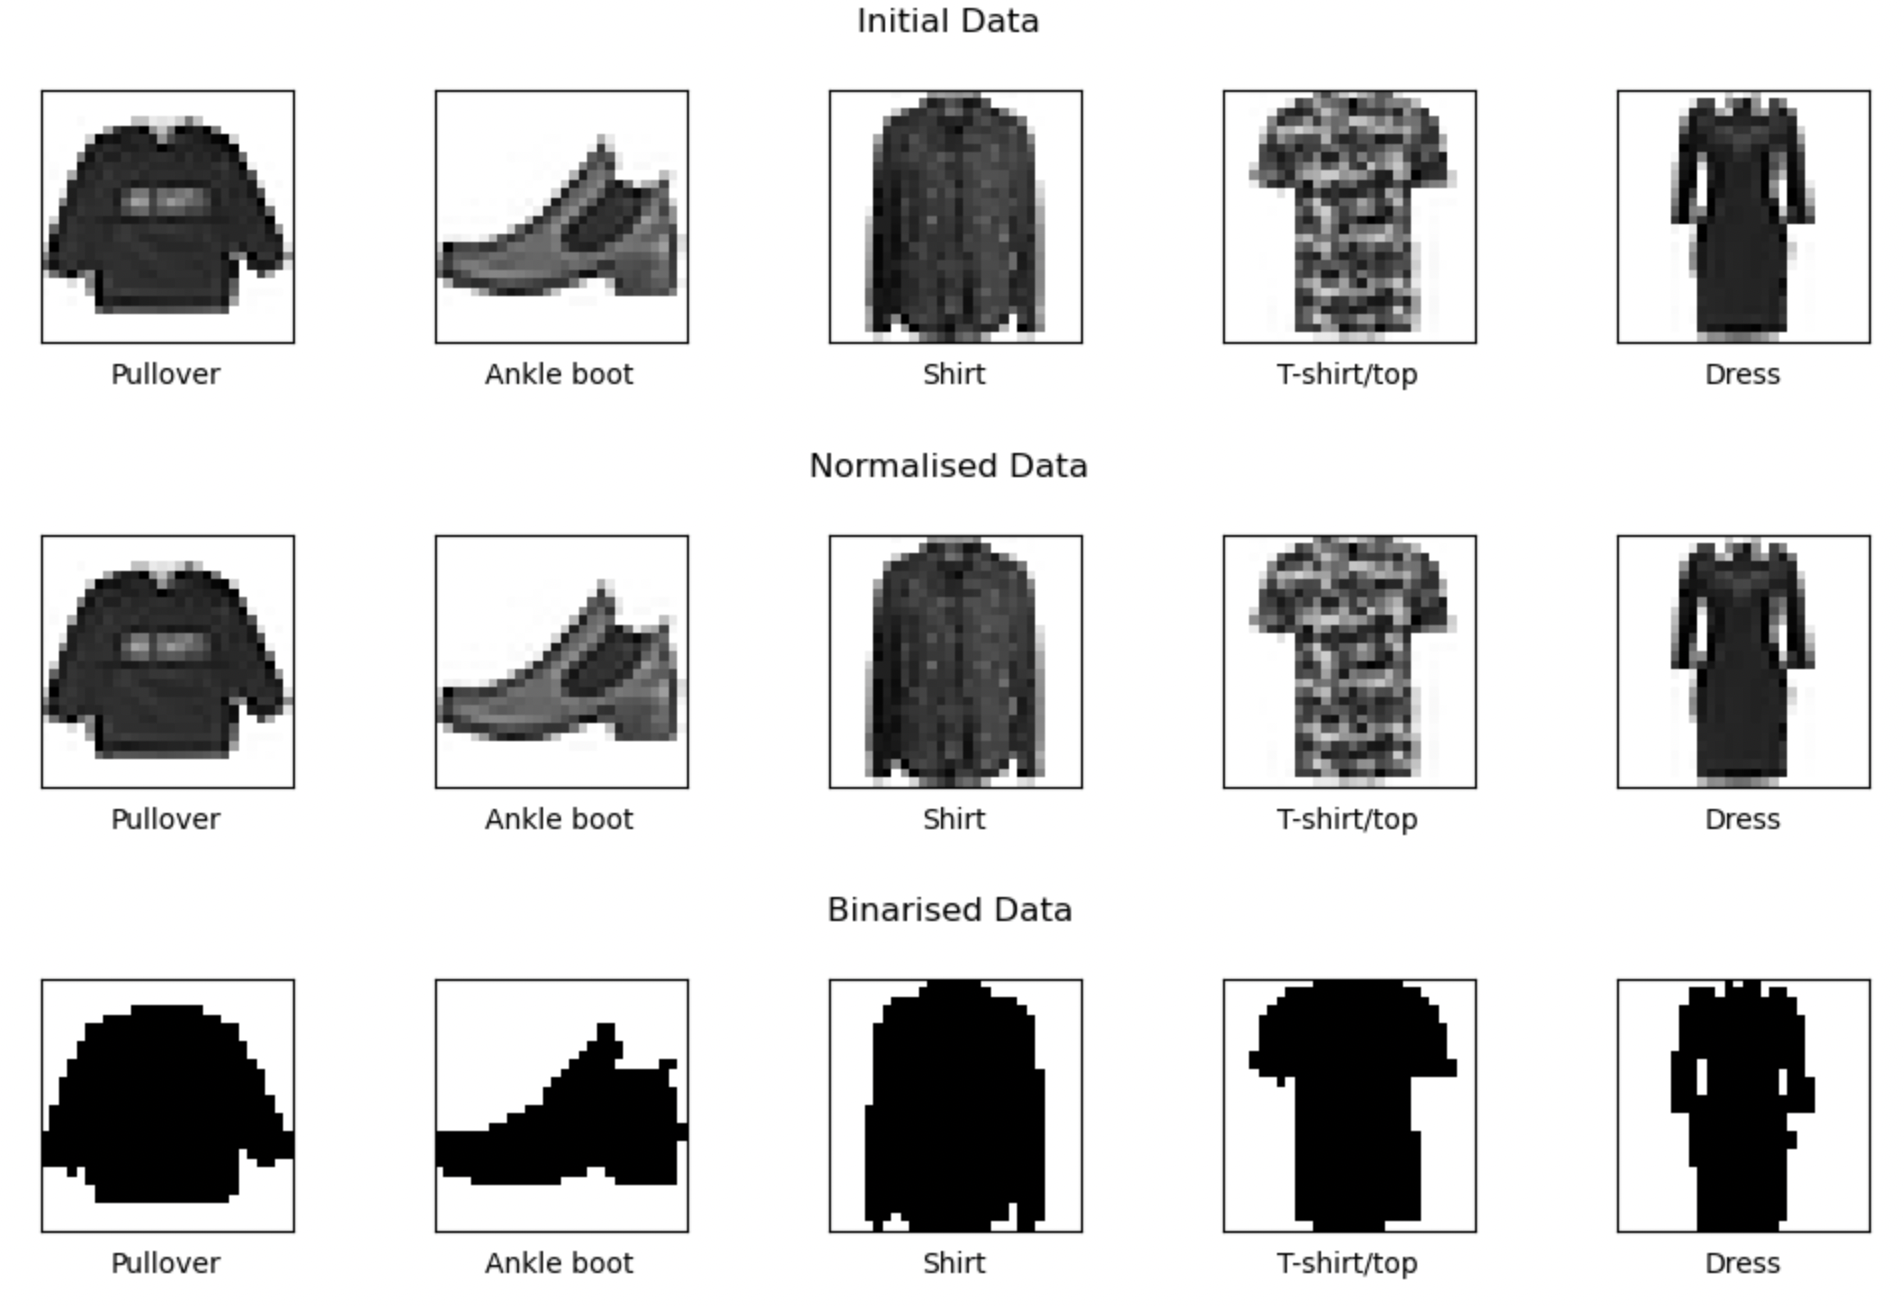 Initial Data
Pullover
Ankle boot
Shirt
T-shirt/top
Dress
Normalised Data
Pullover
Ankle boot
Shirt
T-shirt/top
Dress
Binarised Data
Pullover
Ankle boot
Shirt
T-shirt/top
Dress